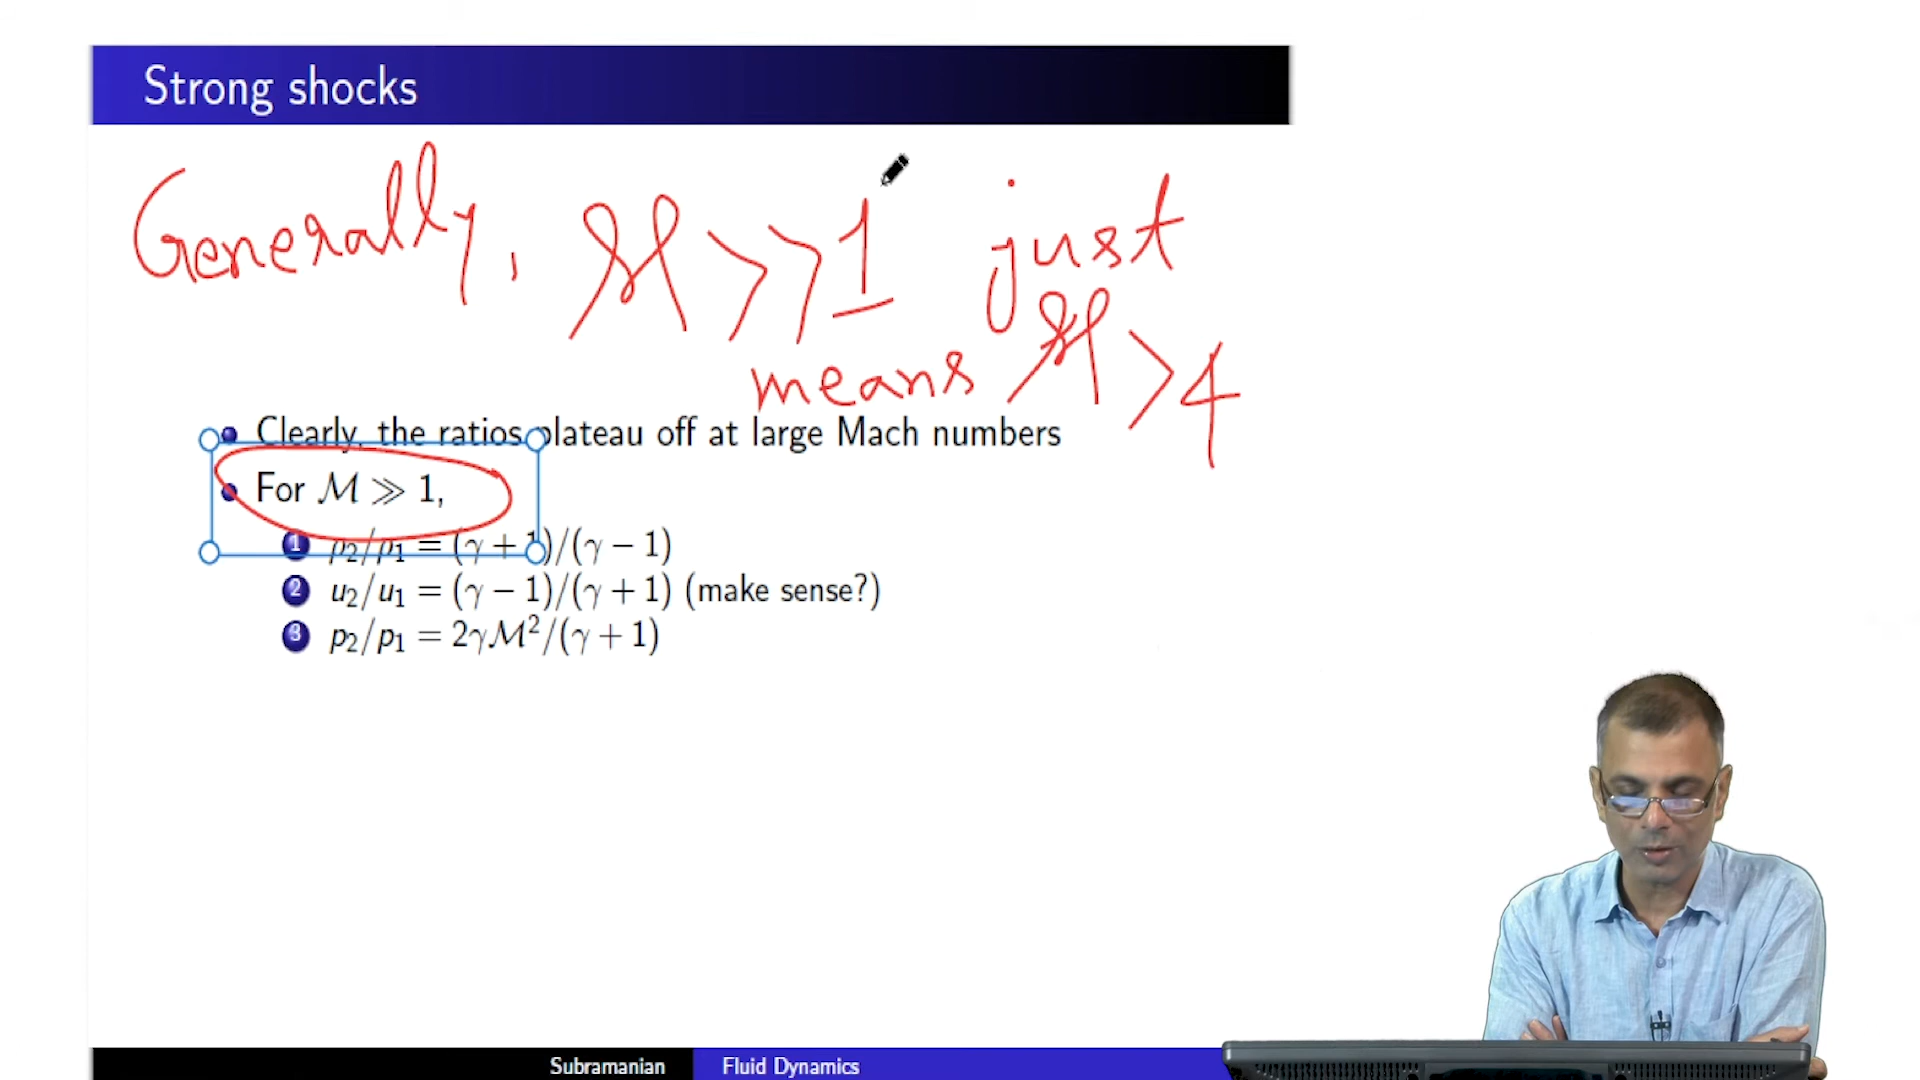 Strong shocks
Generally, ℳ >> 1 just
means ℳ > 4
Clearly, the ratios plateau off at large Mach numbers
For ℳ ≫ 1,
1 ρ₂/ρ₁ = (γ + 1)/(γ − 1)
2 u₂/u₁ = (γ − 1)/(γ + 1) (make sense?)
3 p₂/p₁ = 2γℳ²/(γ + 1)
Subramanian Fluid Dynamics